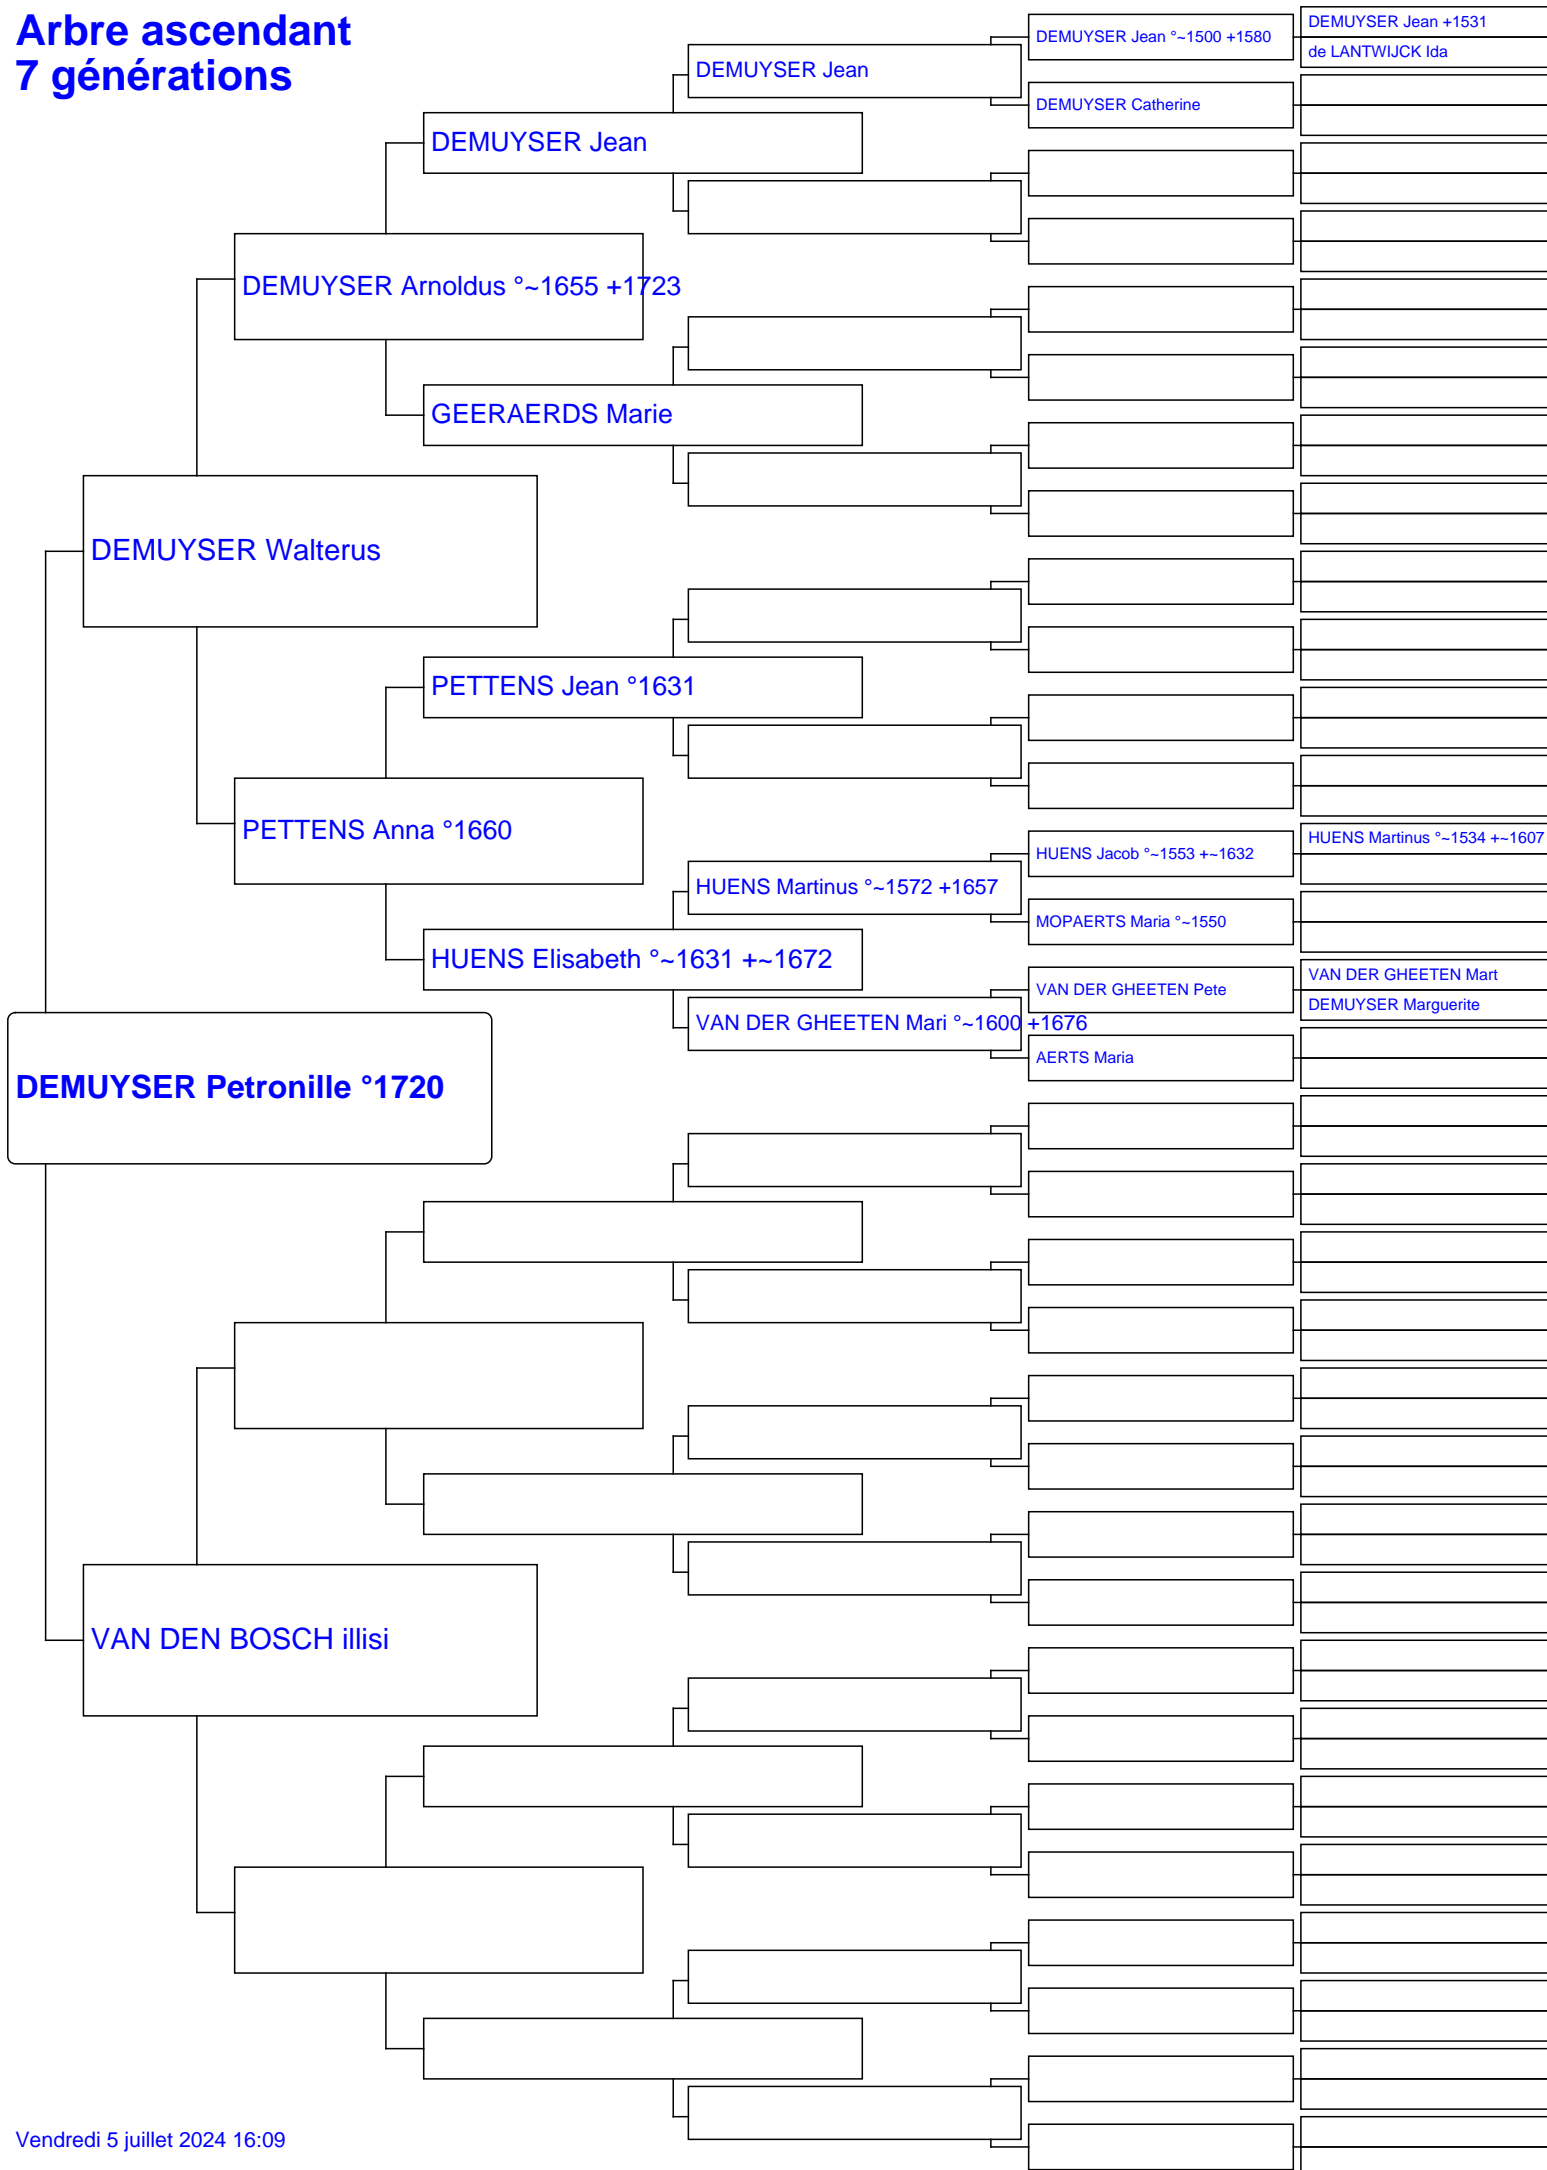 Arbre ascendant
7 générations
DEMUYSER Jean +1531
de LANTWIJCK Ida
DEMUYSER Jean °~1500 +1580
DEMUYSER Jean
DEMUYSER Catherine
DEMUYSER Jean
DEMUYSER Arnoldus °~1655 +1723
GEERAERDS Marie
DEMUYSER Walterus
PETTENS Jean °1631
PETTENS Anna °1660
HUENS Martinus °~1534 +~1607
HUENS Jacob °~1553 +~1632
HUENS Martinus °~1572 +1657
MOPAERTS Maria °~1550
HUENS Elisabeth °~1631 +~1672
VAN DER GHEETEN Mart
VAN DER GHEETEN Pete
DEMUYSER Marguerite
VAN DER GHEETEN Mari °~1600 +1676
AERTS Maria
DEMUYSER Petronille °1720
VAN DEN BOSCH illisi
Vendredi 5 juillet 2024 16:09